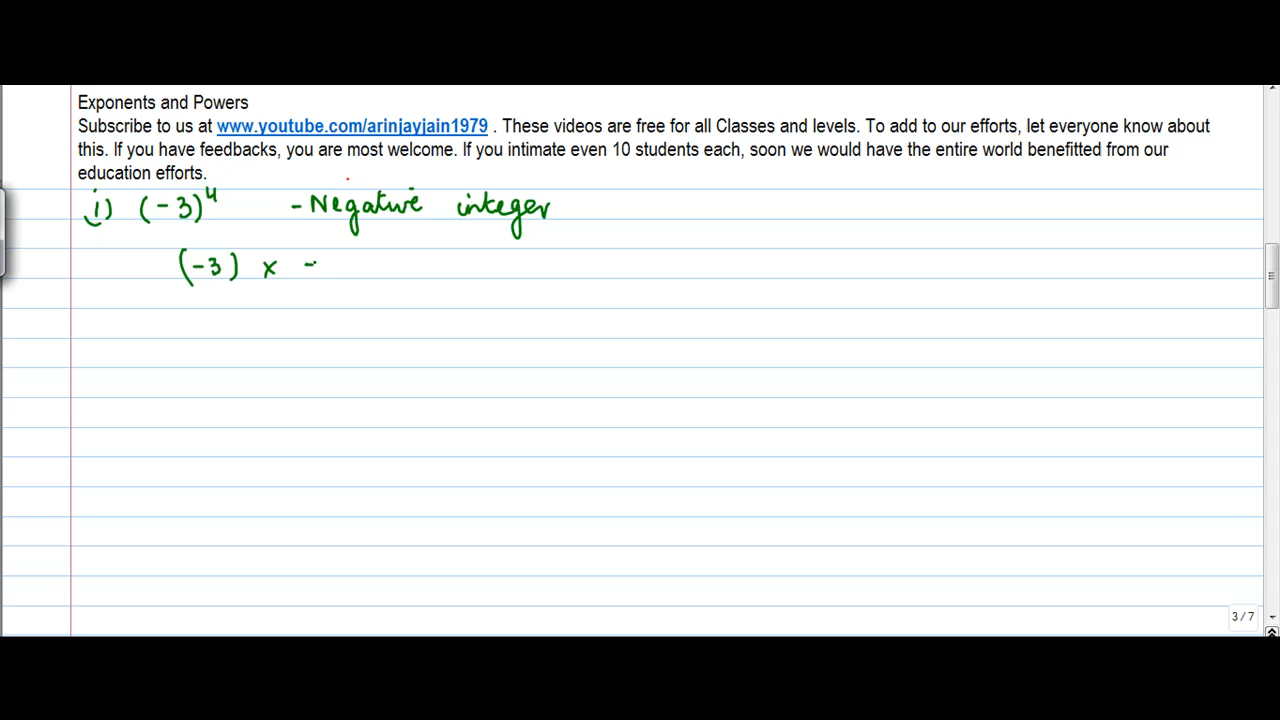 Exponents and Powers
Subscribe to us at www.youtube.com/arinjayjain1979 . These videos are free for all Classes and levels. To add to our efforts, let everyone know about
this. If you have feedbacks, you are most welcome. If you intimate even 10 students each, soon we would have the entire world benefitted from our
education efforts.
i) (-3)⁴ - Negative integer
(-3) x -
3 / 7